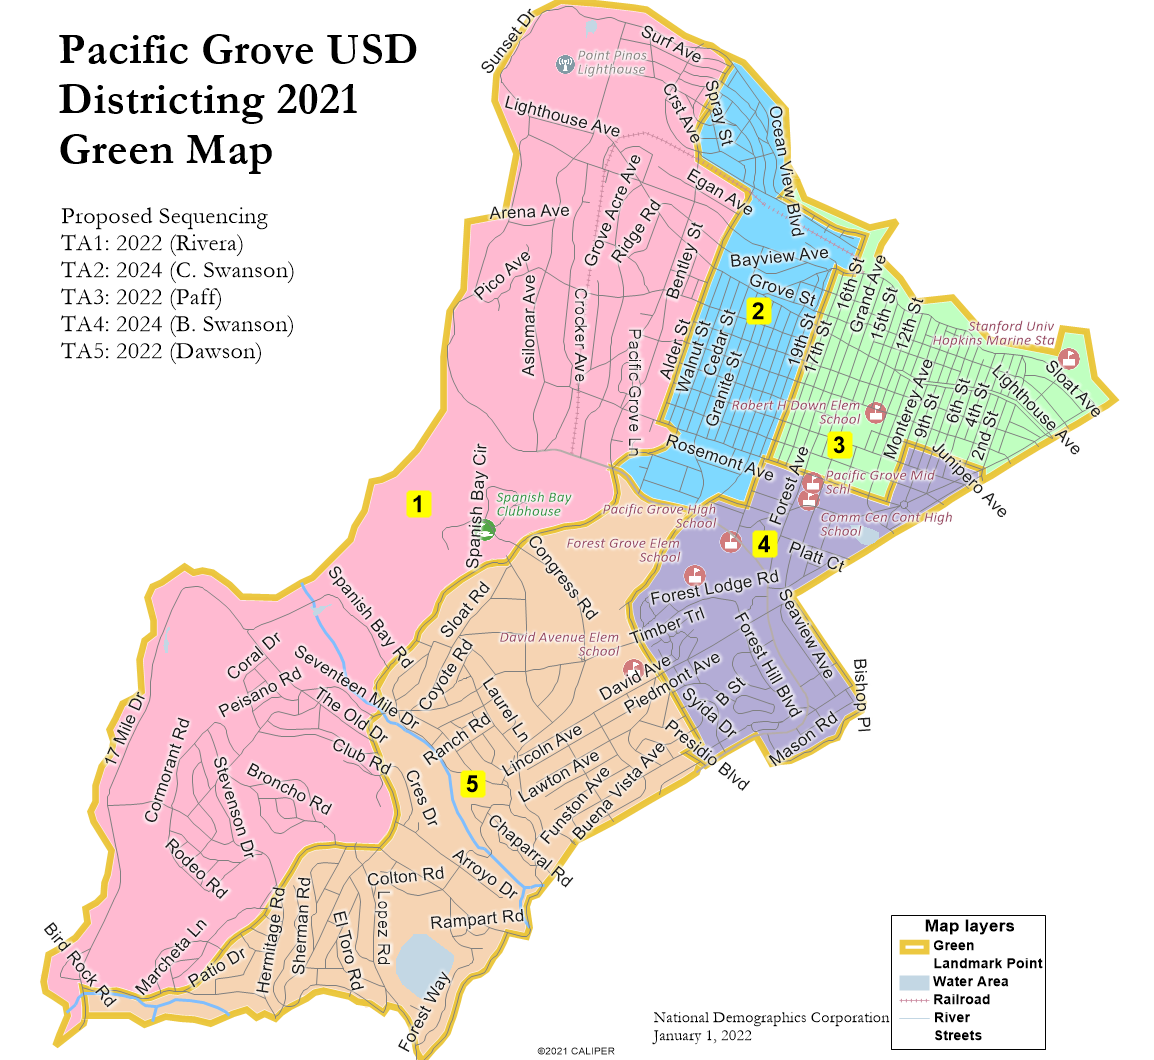 Pacific Grove USD
Districting 2021
Green Map
Proposed Sequencing
TA1: 2022 (Rivera)
TA2: 2024 (C. Swanson)
TA3: 2022 (Paff)
TA4: 2024 (B. Swanson)
TA5: 2022 (Dawson)
Sunset Dr
Surf Ave
Point Pinos
Lighthouse
Crst Ave
Spray St
Lighthouse Ave
Ocean View Blvd
Egan Ave
Arena Ave
Grove Acre Ave
Ridge Rd
Bentley St
Pico Ave
Asilomar Ave
Crocker Ave
Pacific Grove Ln
Bayview Ave
Grove St
2
Alder St
Walnut St
Cedar St
Granite St
19th St
17th St
16th St
Grand Ave
15th St
12th St
Stanford Univ
Hopkins Marine Sta
Sloat Ave
Lighthouse Ave
Monterey Ave
9th St
6th St
4th St
2nd St
Robert H Down Elem
School
3
Rosemont Ave
Junipero Ave
Forest Ave
Pacific Grove Mid
Schl
1
Spanish Bay Cir
Spanish Bay
Clubhouse
Pacific Grove High
School
Comm Cen Cont High
School
Forest Grove Elem
School
4
Platt Ct
Congress Rd
Forest Lodge Rd
Spanish Bay Rd
Sloat Rd
Timber Trl
Seaview Ave
Forest Hill Blvd
David Avenue Elem
School
David Ave
Piedmont Ave
B St
Syida Dr
Bishop Pl
Coral Dr
Seventeen Mile Dr
Coyote Rd
Laurel Ln
Peisano Rd
The Old Dr
17 Mile Dr
Club Rd
Ranch Rd
Lincoln Ave
Presidio Blvd
Mason Rd
Cormorant Rd
Stevenson Dr
Broncho Rd
Cres Dr
5
Lawton Ave
Funston Ave
Buena Vista Ave
Chaparral Rd
Rodeo Rd
Colton Rd
Arroyo Dr
Hermitage Rd
Sherman Rd
El Toro Rd
Lopez Rd
Rampart Rd
Bird Rock Rd
Marcheta Ln
Patio Dr
Forest Way
Map layers
Green
Landmark Point
Water Area
Railroad
River
Streets
National Demographics Corporation
January 1, 2022
©2021 CALIPER